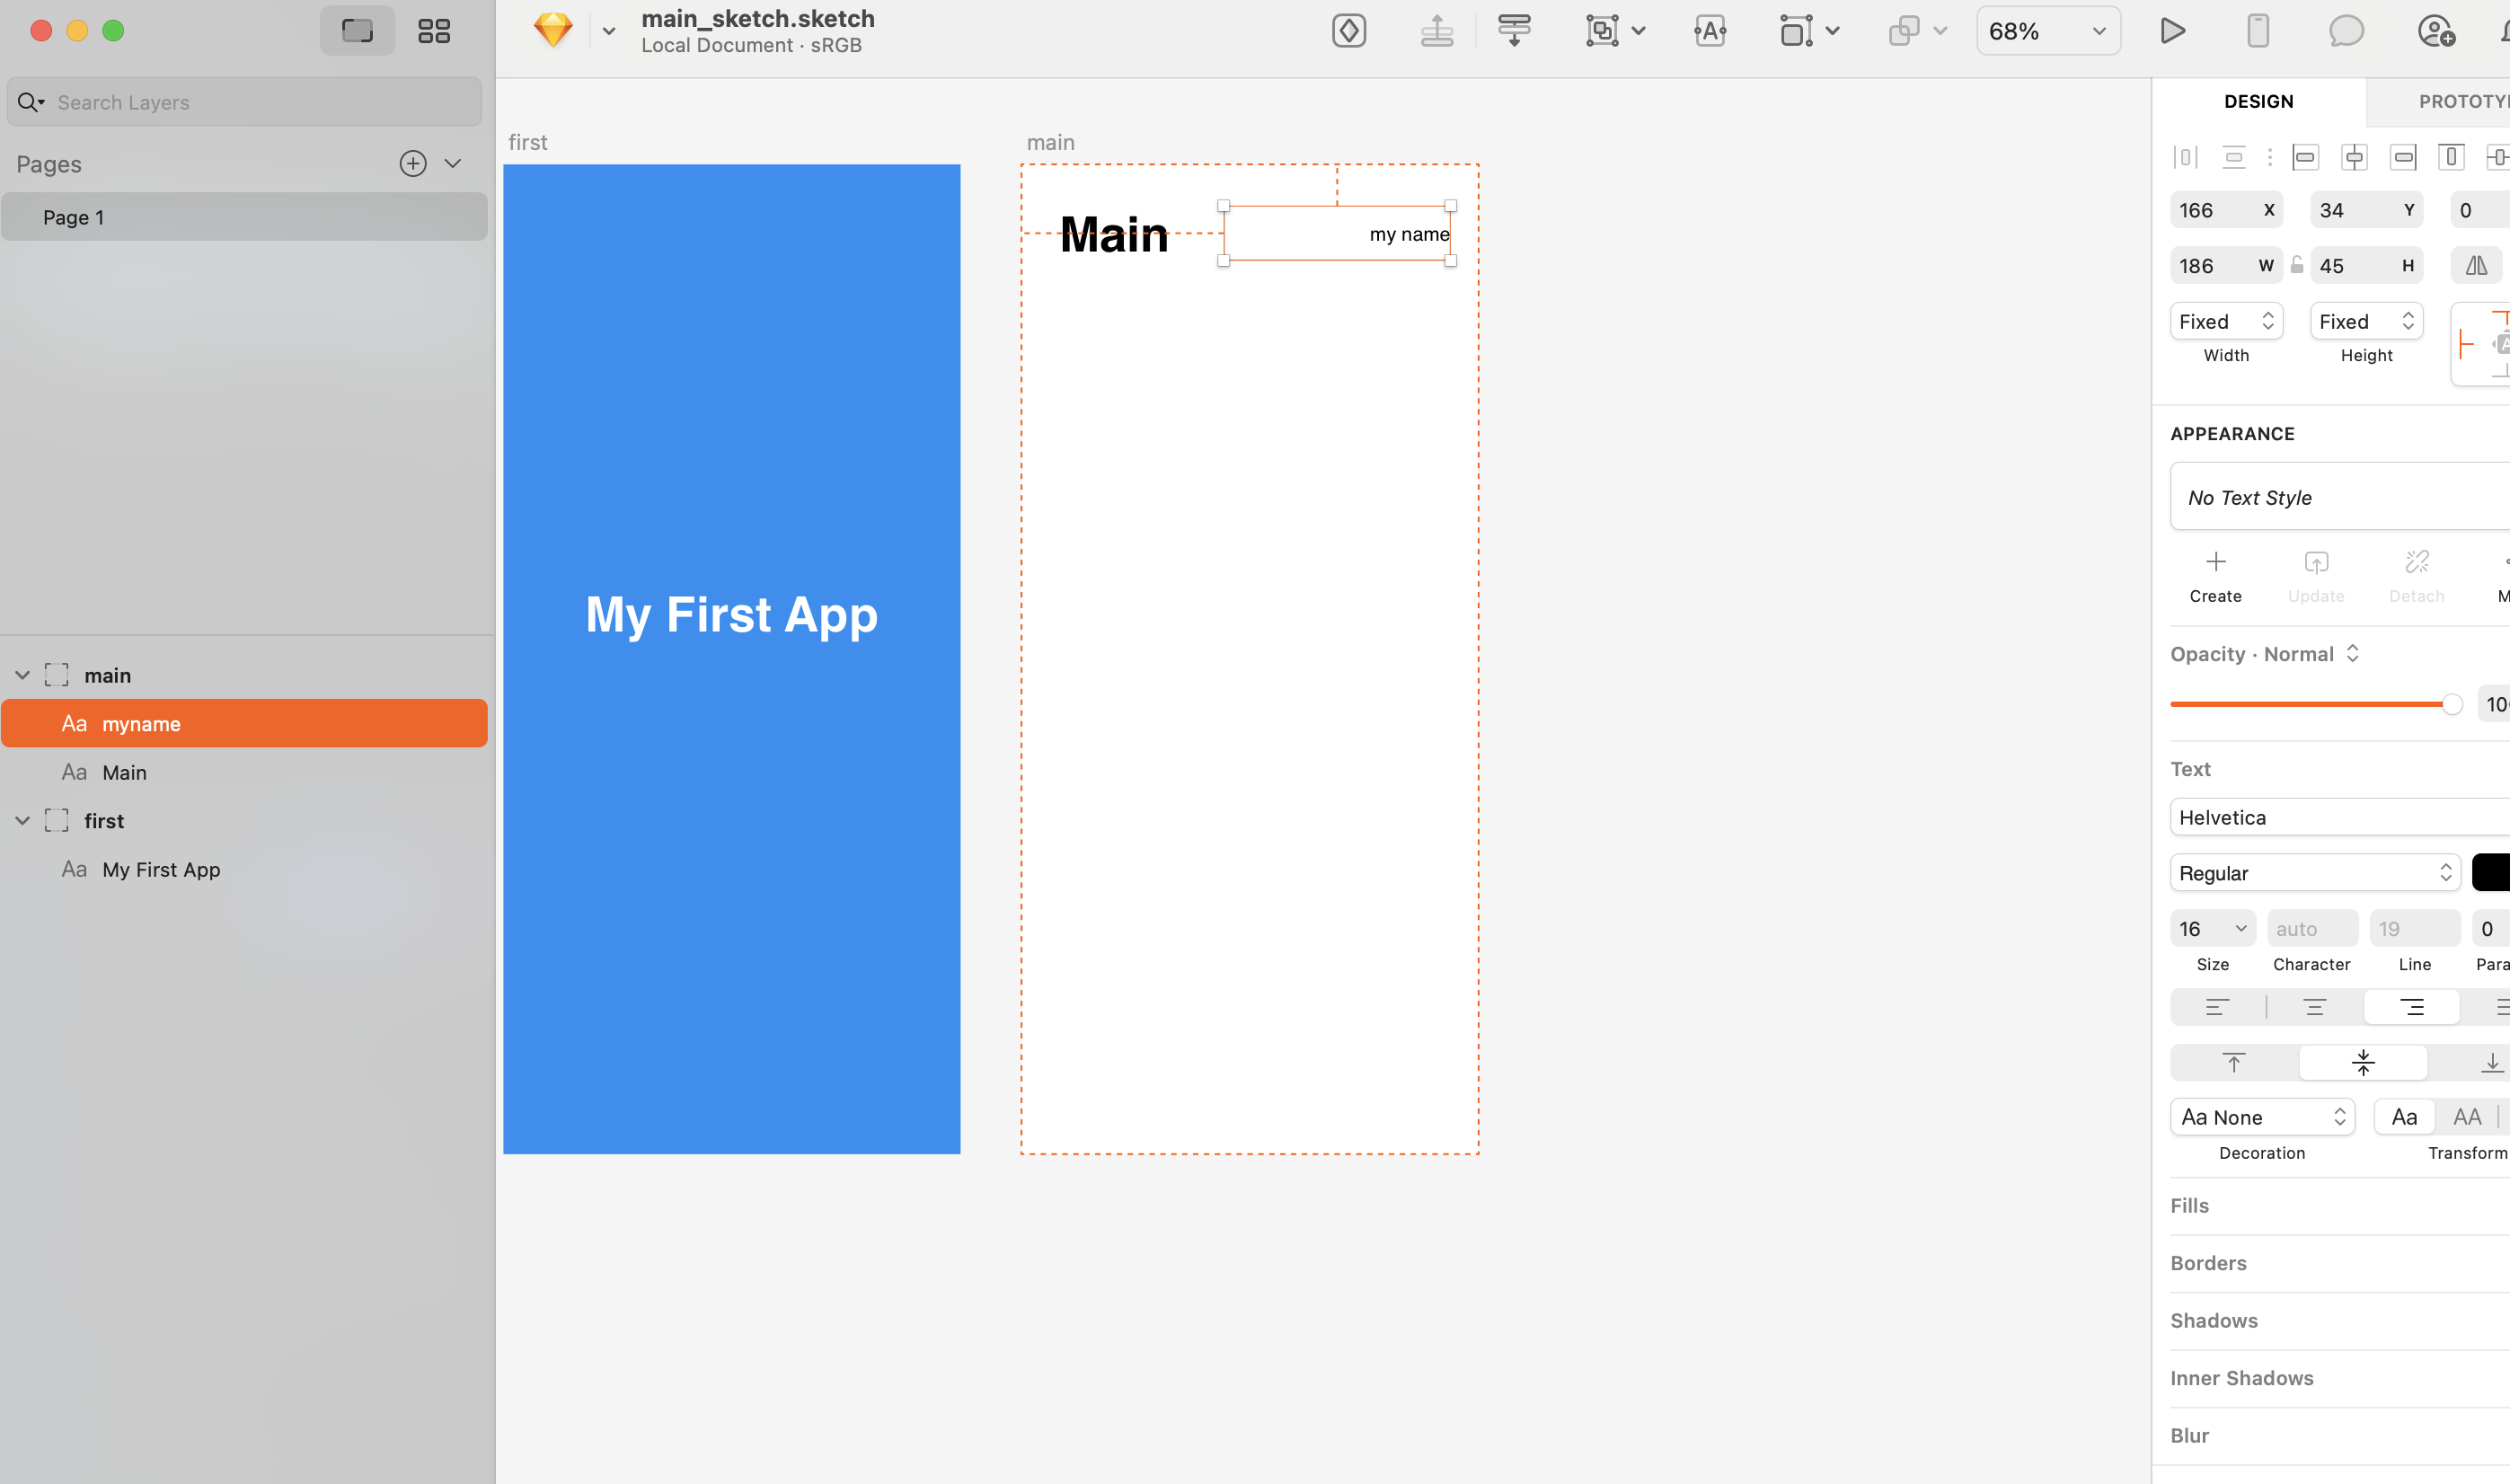 main_sketch.sketch
Local Document · sRGB
68%
Search Layers
Pages
Page 1
main
Aa myname
Aa Main
first
Aa My First App
first
main
My First App
Main
my name
DESIGN
PROTOTY
166 X
34 Y
0
186 W
45 H
Fixed
Fixed
Width
Height
APPEARANCE
No Text Style
Create
Update
Detach
M
Opacity · Normal
10
Text
Helvetica
Regular
16
auto
19
0
Size
Character
Line
Para
Aa None
Aa
AA
Decoration
Transform
Fills
Borders
Shadows
Inner Shadows
Blur